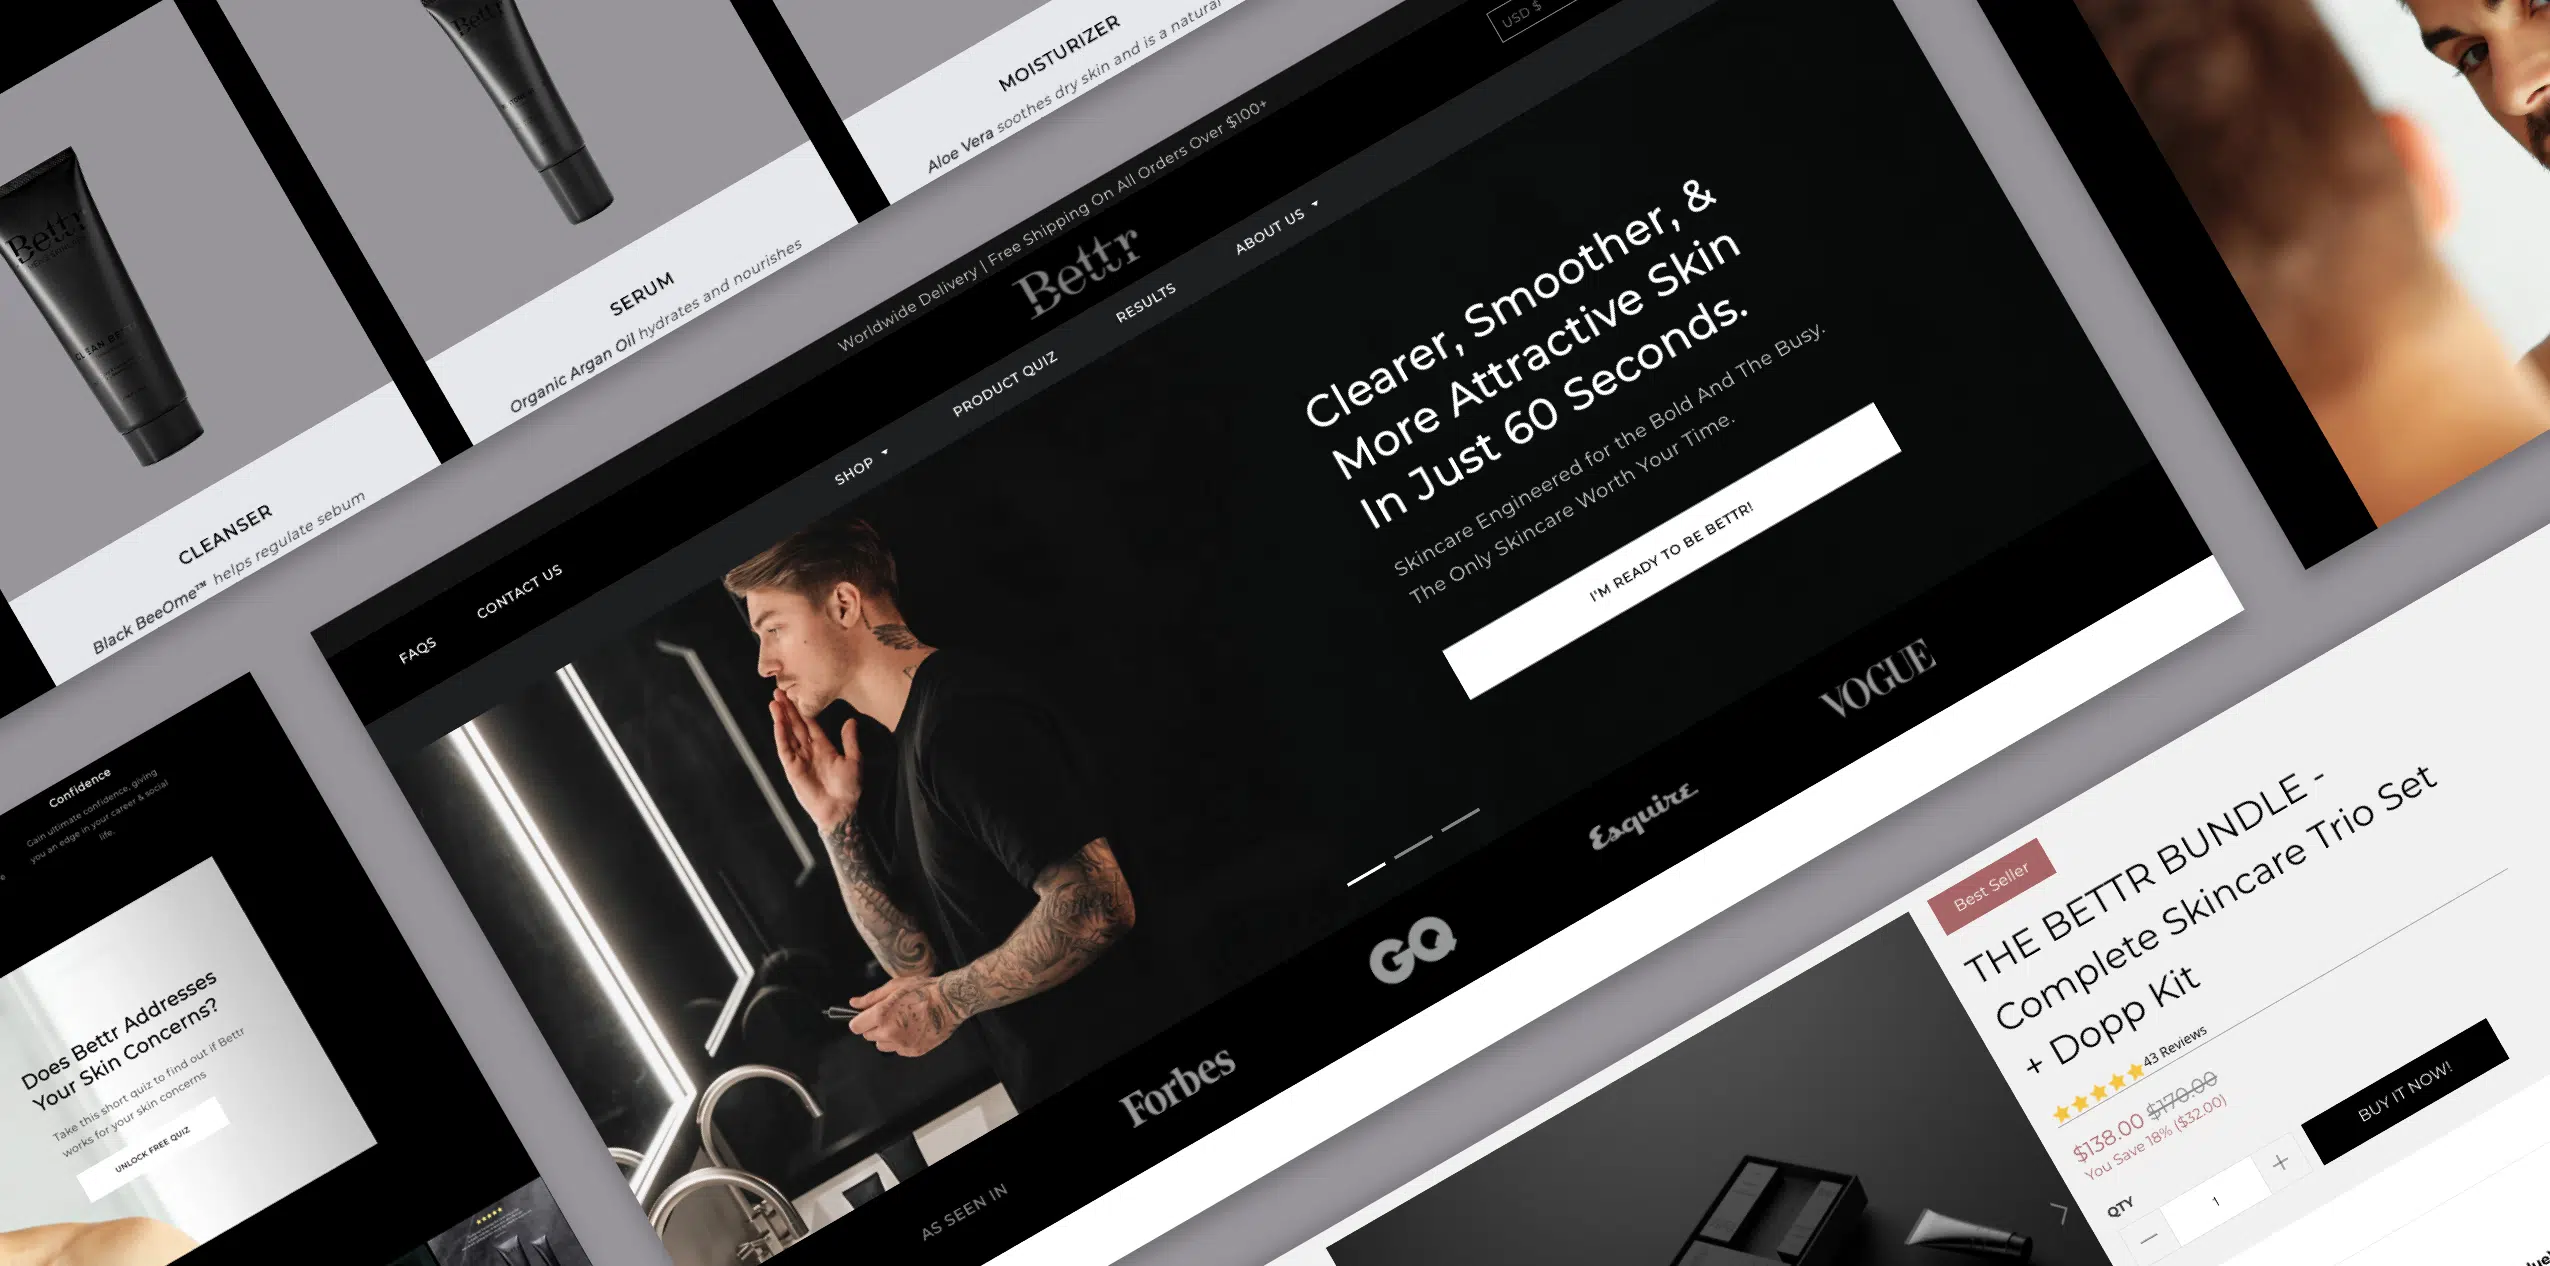 Bettr
CLEANSER
Black BeeOme™ helps regulate sebum
Bettr
SERUM
Organic Argan Oil hydrates and nourishes
MOISTURIZER
Aloe Vera soothes dry skin and is a natural
Worldwide Delivery | Free Shipping On All Orders Over $100+
USD $
Bettr
FAQS
CONTACT US
SHOP
PRODUCT QUIZ
RESULTS
ABOUT US
Clearer, Smoother, &
More Attractive Skin
In Just 60 Seconds.
Skincare Engineered for the Bold And The Busy.
The Only Skincare Worth Your Time.
I'M READY TO BE BETTR!
AS SEEN IN
Forbes
GQ
Esquire
VOGUE
Confidence
Gain ultimate confidence, giving
you an edge in your career & social
life.
Does Bettr Addresses
Your Skin Concerns?
Take this short quiz to find out if Bettr
works for your skin concerns
UNLOCK FREE QUIZ
Best Seller
THE BETTR BUNDLE -
Complete Skincare Trio Set
+ Dopp Kit
43 Reviews
$138.00 $170.00
You Save 18% ($32.00)
QTY
1
BUY IT NOW!